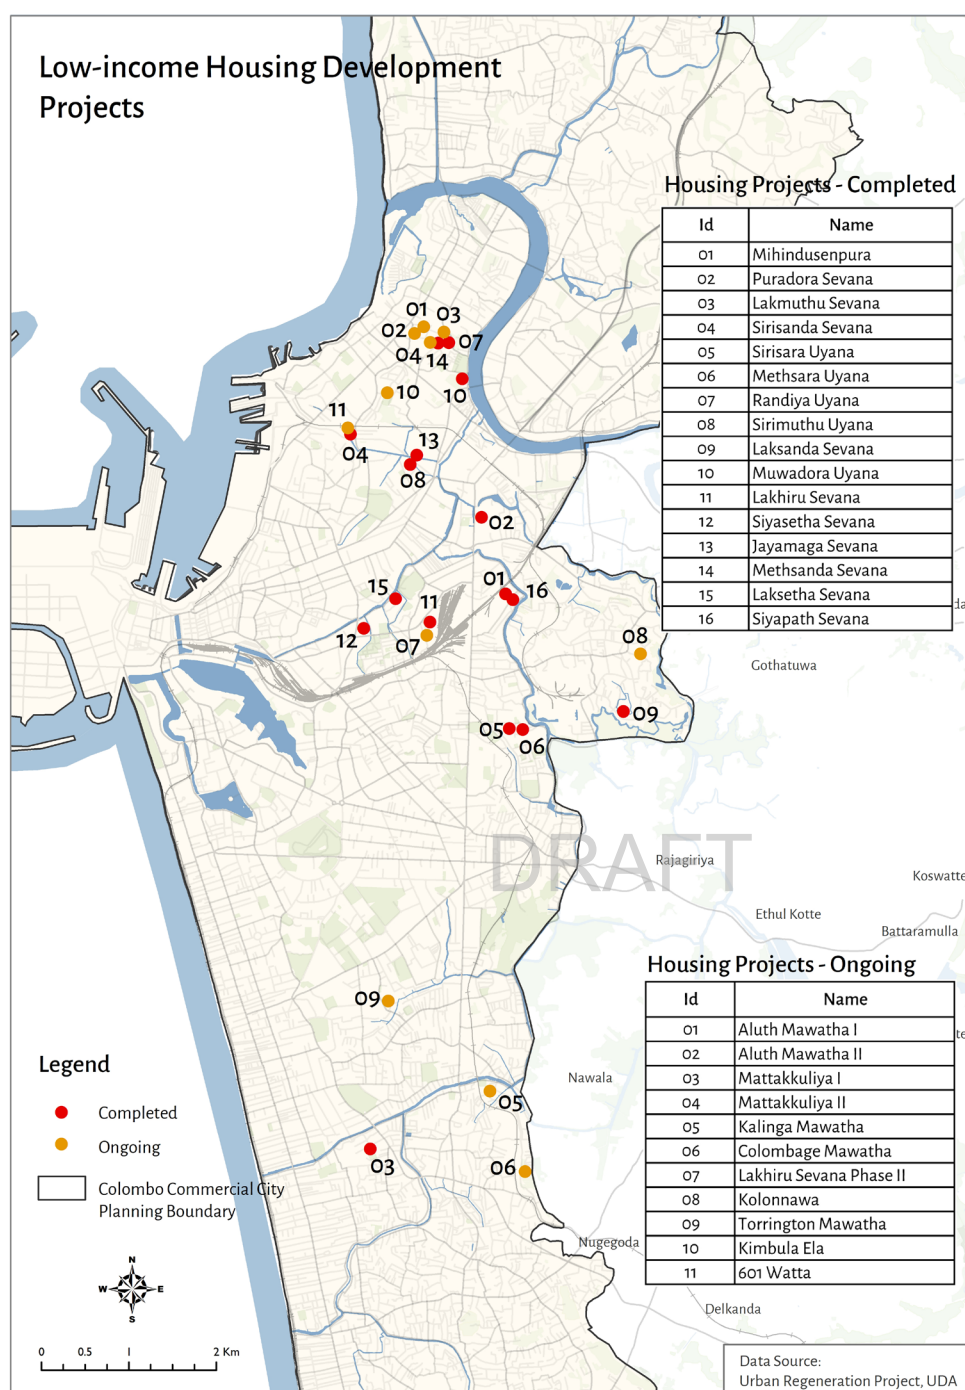 Low-income Housing Development
Projects
Housing Projects - Completed
Id Name
01 Mihindusenpura
02 Puradora Sevana
03 Lakmuthu Sevana
04 Sirisanda Sevana
05 Sirisara Uyana
06 Methsara Uyana
07 Randiya Uyana
08 Sirimuthu Uyana
09 Laksanda Sevana
10 Muwadora Uyana
11 Lakhiru Sevana
12 Siyasetha Sevana
13 Jayamaga Sevana
14 Methsanda Sevana
15 Laksetha Sevana
16 Siyapath Sevana
01 03
02 07
04 14
10 10
11
04 13
08
02
01 16
15 11
12 07
08
09
05 06
09
05
03 06
da
Gothatuwa
DRAFT
Rajagiriya
Koswatte
Ethul Kotte
Battaramulla
Housing Projects - Ongoing
Id Name
01 Aluth Mawatha I
02 Aluth Mawatha II
03 Mattakkuliya I
04 Mattakkuliya II
05 Kalinga Mawatha
06 Colombage Mawatha
07 Lakhiru Sevana Phase II
08 Kolonnawa
09 Torrington Mawatha
10 Kimbula Ela
11 601 Watta
te
Nawala
Nugegoda
Delkanda
Legend
Completed
Ongoing
Colombo Commercial City
Planning Boundary
N
W E
S
0 0.5 1 2 Km
Data Source:
Urban Regeneration Project, UDA